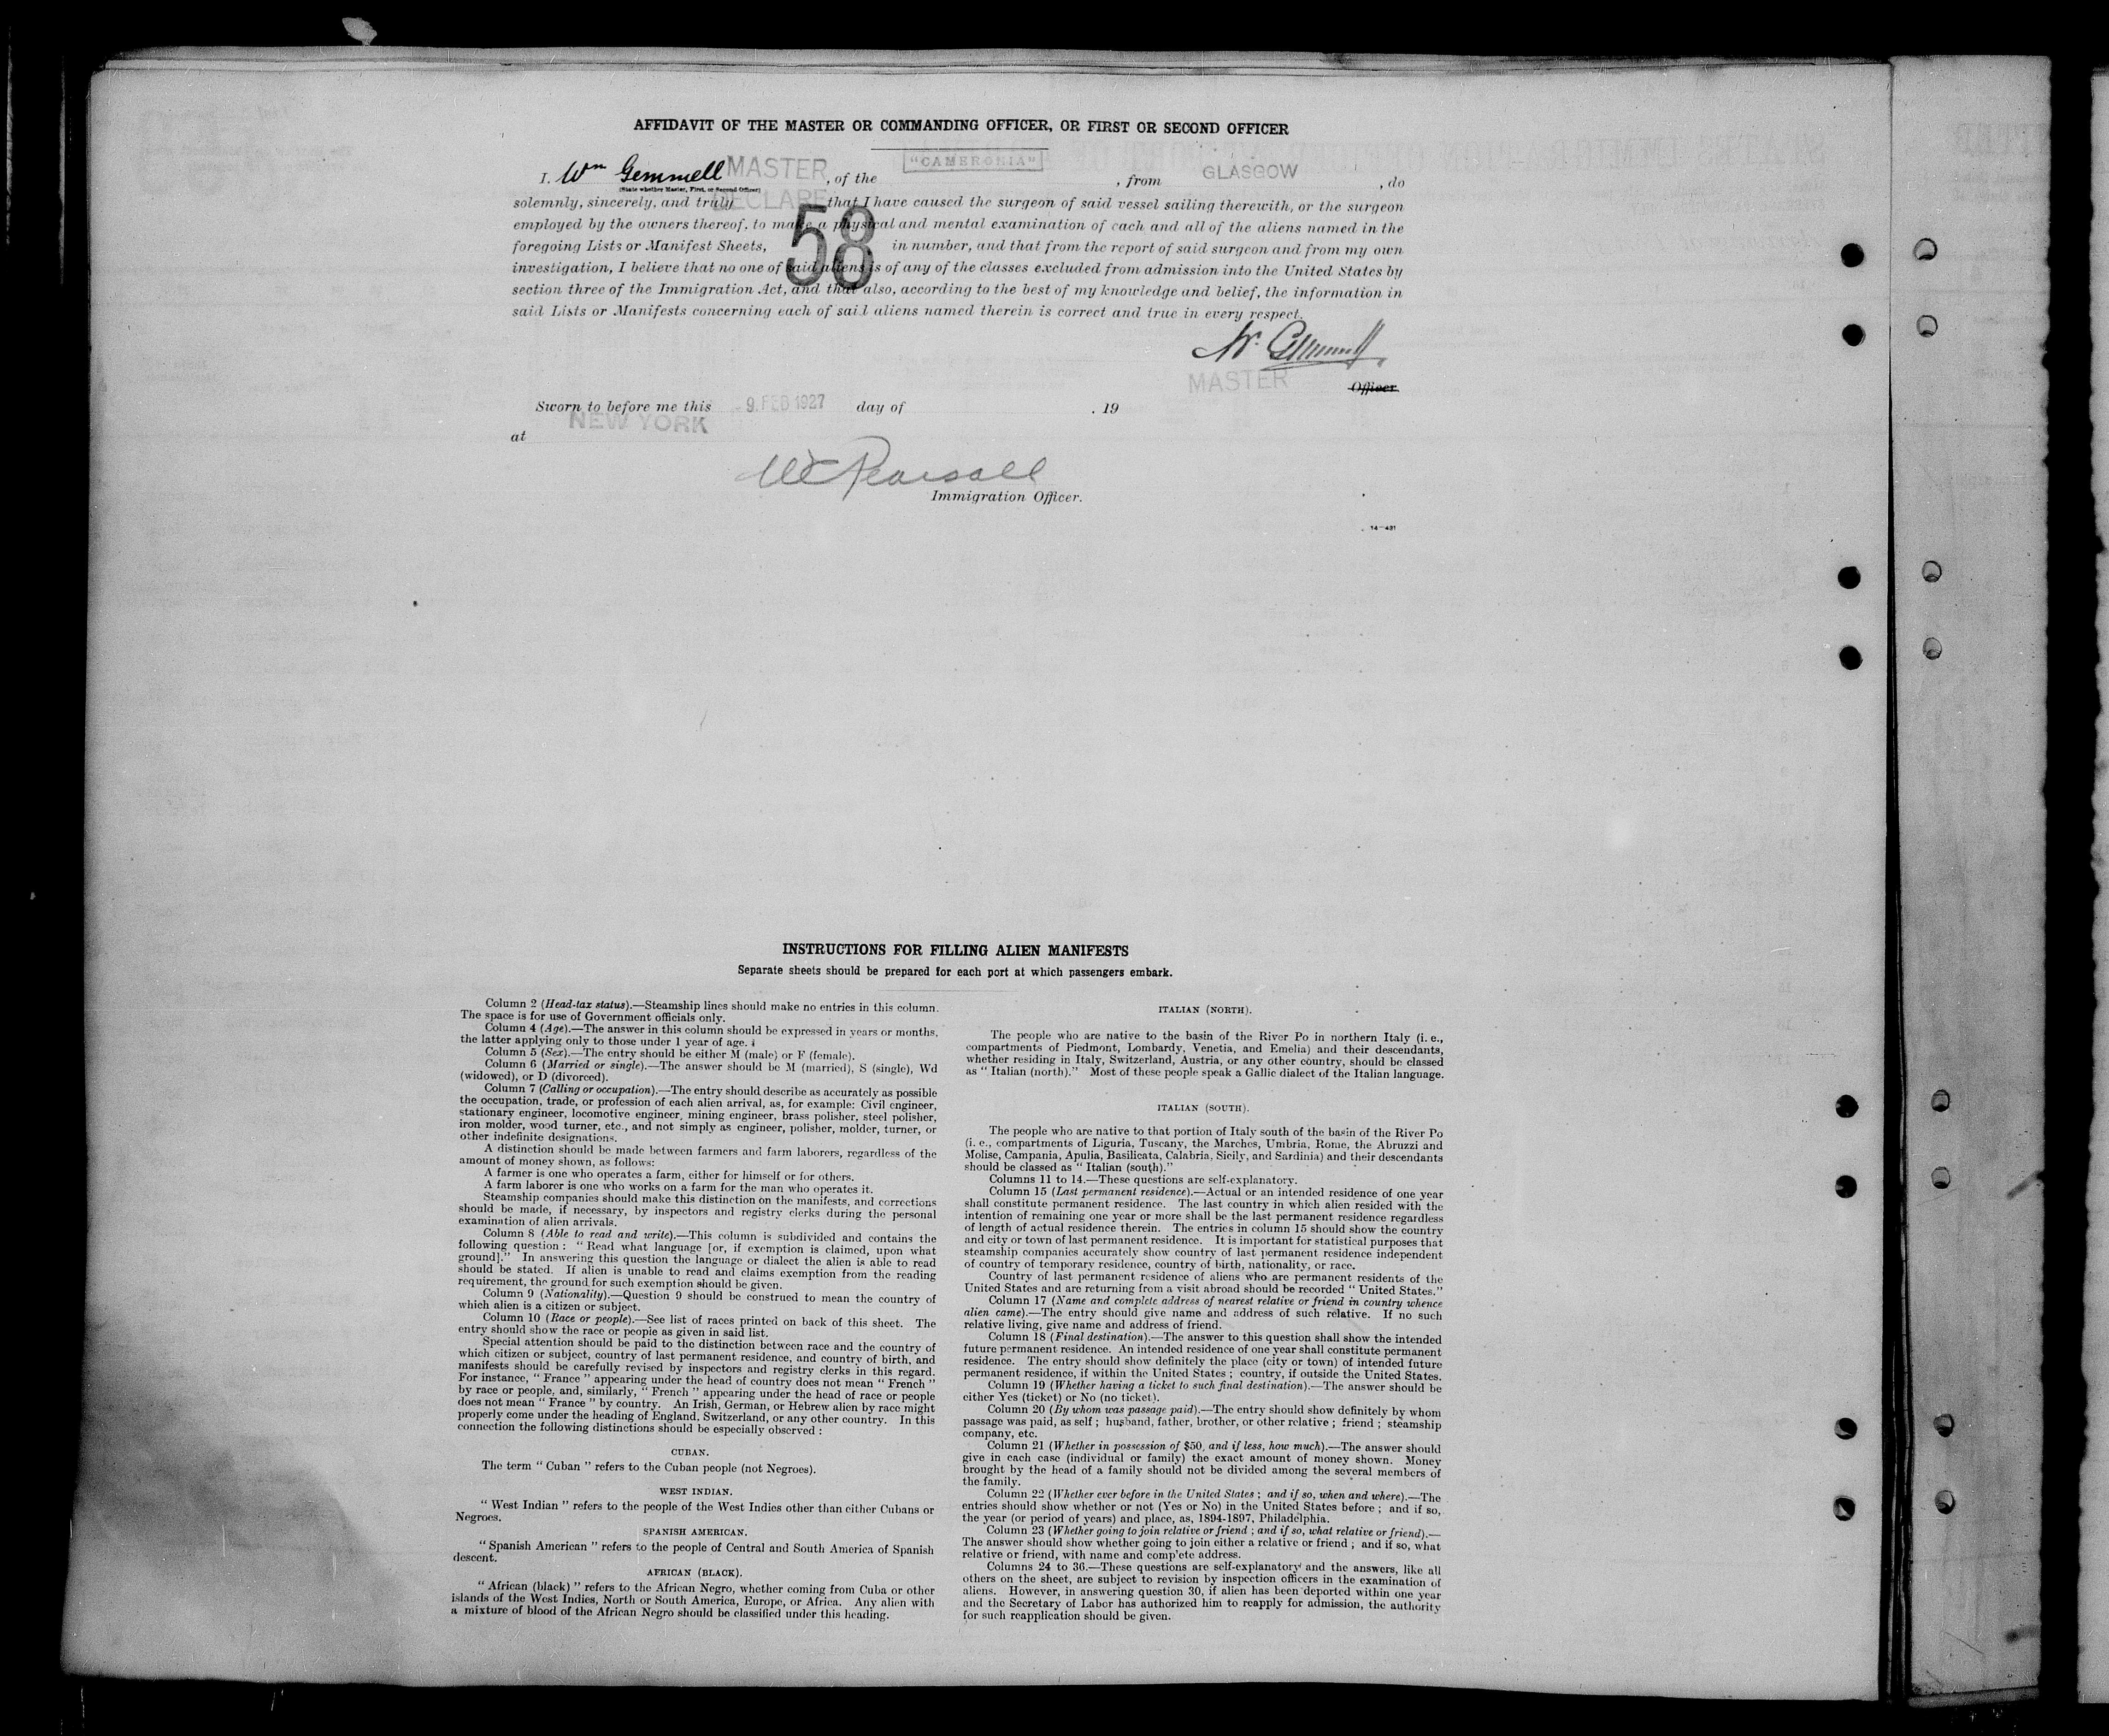 AFFIDAVIT OF THE MASTER OR COMMANDING OFFICER, OR FIRST OR SECOND OFFICER
I, Wm Gemmell MASTER, of the "CAMERONIA", from GLASGOW, do
(State whether Master, First, or Second Officer)
solemnly, sincerely, and truly DECLARE that I have caused the surgeon of said vessel sailing therewith, or the surgeon
employed by the owners thereof, to make a physical and mental examination of each and all of the aliens named in the
foregoing Lists or Manifest Sheets, 58 in number, and that from the report of said surgeon and from my own
investigation, I believe that no one of said aliens is of any of the classes excluded from admission into the United States by
section three of the Immigration Act, and that also, according to the best of my knowledge and belief, the information in
said Lists or Manifests concerning each of said aliens named therein is correct and true in every respect.
W. Gemmell
MASTER Officer
Sworn to before me this 9. FEB 1927 day of , 19
at NEW YORK
Pearsall
Immigration Officer.
14—431
INSTRUCTIONS FOR FILLING ALIEN MANIFESTS
Separate sheets should be prepared for each port at which passengers embark.
Column 2 (Head-tax status).—Steamship lines should make no entries in this column.
The space is for use of Government officials only.
Column 4 (Age).—The answer in this column should be expressed in years or months,
the latter applying only to those under 1 year of age.
Column 5 (Sex).—The entry should be either M (male) or F (female).
Column 6 (Married or single).—The answer should be M (married), S (single), Wd
(widowed), or D (divorced).
Column 7 (Calling or occupation).—The entry should describe as accurately as possible
the occupation, trade, or profession of each alien arrival, as, for example: Civil engineer,
stationary engineer, locomotive engineer, mining engineer, brass polisher, steel polisher,
iron molder, wood turner, etc., and not simply as engineer, polisher, molder, turner, or
other indefinite designations.
A distinction should be made between farmers and farm laborers, regardless of the
amount of money shown, as follows:
A farmer is one who operates a farm, either for himself or for others.
A farm laborer is one who works on a farm for the man who operates it.
Steamship companies should make this distinction on the manifests, and corrections
should be made, if necessary, by inspectors and registry clerks during the personal
examination of alien arrivals.
Column 8 (Able to read and write).—This column is subdivided and contains the
following question : " Read what language [or, if exemption is claimed, upon what
ground]." In answering this question the language or dialect the alien is able to read
should be stated. If alien is unable to read and claims exemption from the reading
requirement, the ground for such exemption should be given.
Column 9 (Nationality).—Question 9 should be construed to mean the country of
which alien is a citizen or subject.
Column 10 (Race or people).—See list of races printed on back of this sheet. The
entry should show the race or people as given in said list.
Special attention should be paid to the distinction between race and the country of
which citizen or subject, country of last permanent residence, and country of birth, and
manifests should be carefully revised by inspectors and registry clerks in this regard.
For instance, " France " appearing under the head of country does not mean " French "
by race or people, and, similarly, " French " appearing under the head of race or people
does not mean " France " by country. An Irish, German, or Hebrew alien by race might
properly come under the heading of England, Switzerland, or any other country. In this
connection the following distinctions should be especially observed :
CUBAN.
The term " Cuban " refers to the Cuban people (not Negroes).
WEST INDIAN.
" West Indian " refers to the people of the West Indies other than either Cubans or
Negroes.
SPANISH AMERICAN.
" Spanish American " refers to the people of Central and South America of Spanish
descent.
AFRICAN (BLACK).
" African (black) " refers to the African Negro, whether coming from Cuba or other
islands of the West Indies, North or South America, Europe, or Africa. Any alien with
a mixture of blood of the African Negro should be classified under this heading.
ITALIAN (NORTH).
The people who are native to the basin of the River Po in northern Italy (i. e.,
compartments of Piedmont, Lombardy, Venetia, and Emelia) and their descendants,
whether residing in Italy, Switzerland, Austria, or any other country, should be classed
as " Italian (north)." Most of these people speak a Gallic dialect of the Italian language.
ITALIAN (SOUTH).
The people who are native to that portion of Italy south of the basin of the River Po
(i. e., compartments of Liguria, Tuscany, the Marches, Umbria, Rome, the Abruzzi and
Molise, Campania, Apulia, Basilicata, Calabria, Sicily, and Sardinia) and their descendants
should be classed as " Italian (south)."
Columns 11 to 14.—These questions are self-explanatory.
Column 15 (Last permanent residence).—Actual or an intended residence of one year
shall constitute permanent residence. The last country in which alien resided with the
intention of remaining one year or more shall be the last permanent residence regardless
of length of actual residence therein. The entries in column 15 should show the country
and city or town of last permanent residence. It is important for statistical purposes that
steamship companies accurately show country of last permanent residence independent
of country of temporary residence, country of birth, nationality, or race.
Country of last permanent residence of aliens who are permanent residents of the
United States and are returning from a visit abroad should be recorded " United States."
Column 17 (Name and complete address of nearest relative or friend in country whence
alien came).—The entry should give name and address of such relative. If no such
relative living, give name and address of friend.
Column 18 (Final destination).—The answer to this question shall show the intended
future permanent residence. An intended residence of one year shall constitute permanent
residence. The entry should show definitely the place (city or town) of intended future
permanent residence, if within the United States ; country, if outside the United States.
Column 19 (Whether having a ticket to such final destination).—The answer should be
either Yes (ticket) or No (no ticket).
Column 20 (By whom was passage paid).—The entry should show definitely by whom
passage was paid, as self ; husband, father, brother, or other relative ; friend ; steamship
company, etc.
Column 21 (Whether in possession of $50, and if less, how much).—The answer should
give in each case (individual or family) the exact amount of money shown. Money
brought by the head of a family should not be divided among the several members of
the family.
Column 22 (Whether ever before in the United States ; and if so, when and where).—The
entries should show whether or not (Yes or No) in the United States before ; and if so,
the year (or period of years) and place, as, 1894-1897, Philadelphia.
Column 23 (Whether going to join relative or friend ; and if so, what relative or friend).—
The answer should show whether going to join either a relative or friend ; and if so, what
relative or friend, with name and complete address.
Columns 24 to 36.—These questions are self-explanatory and the answers, like all
others on the sheet, are subject to revision by inspection officers in the examination of
aliens. However, in answering question 30, if alien has been deported within one year
and the Secretary of Labor has authorized him to reapply for admission, the authority
for such reapplication should be given.